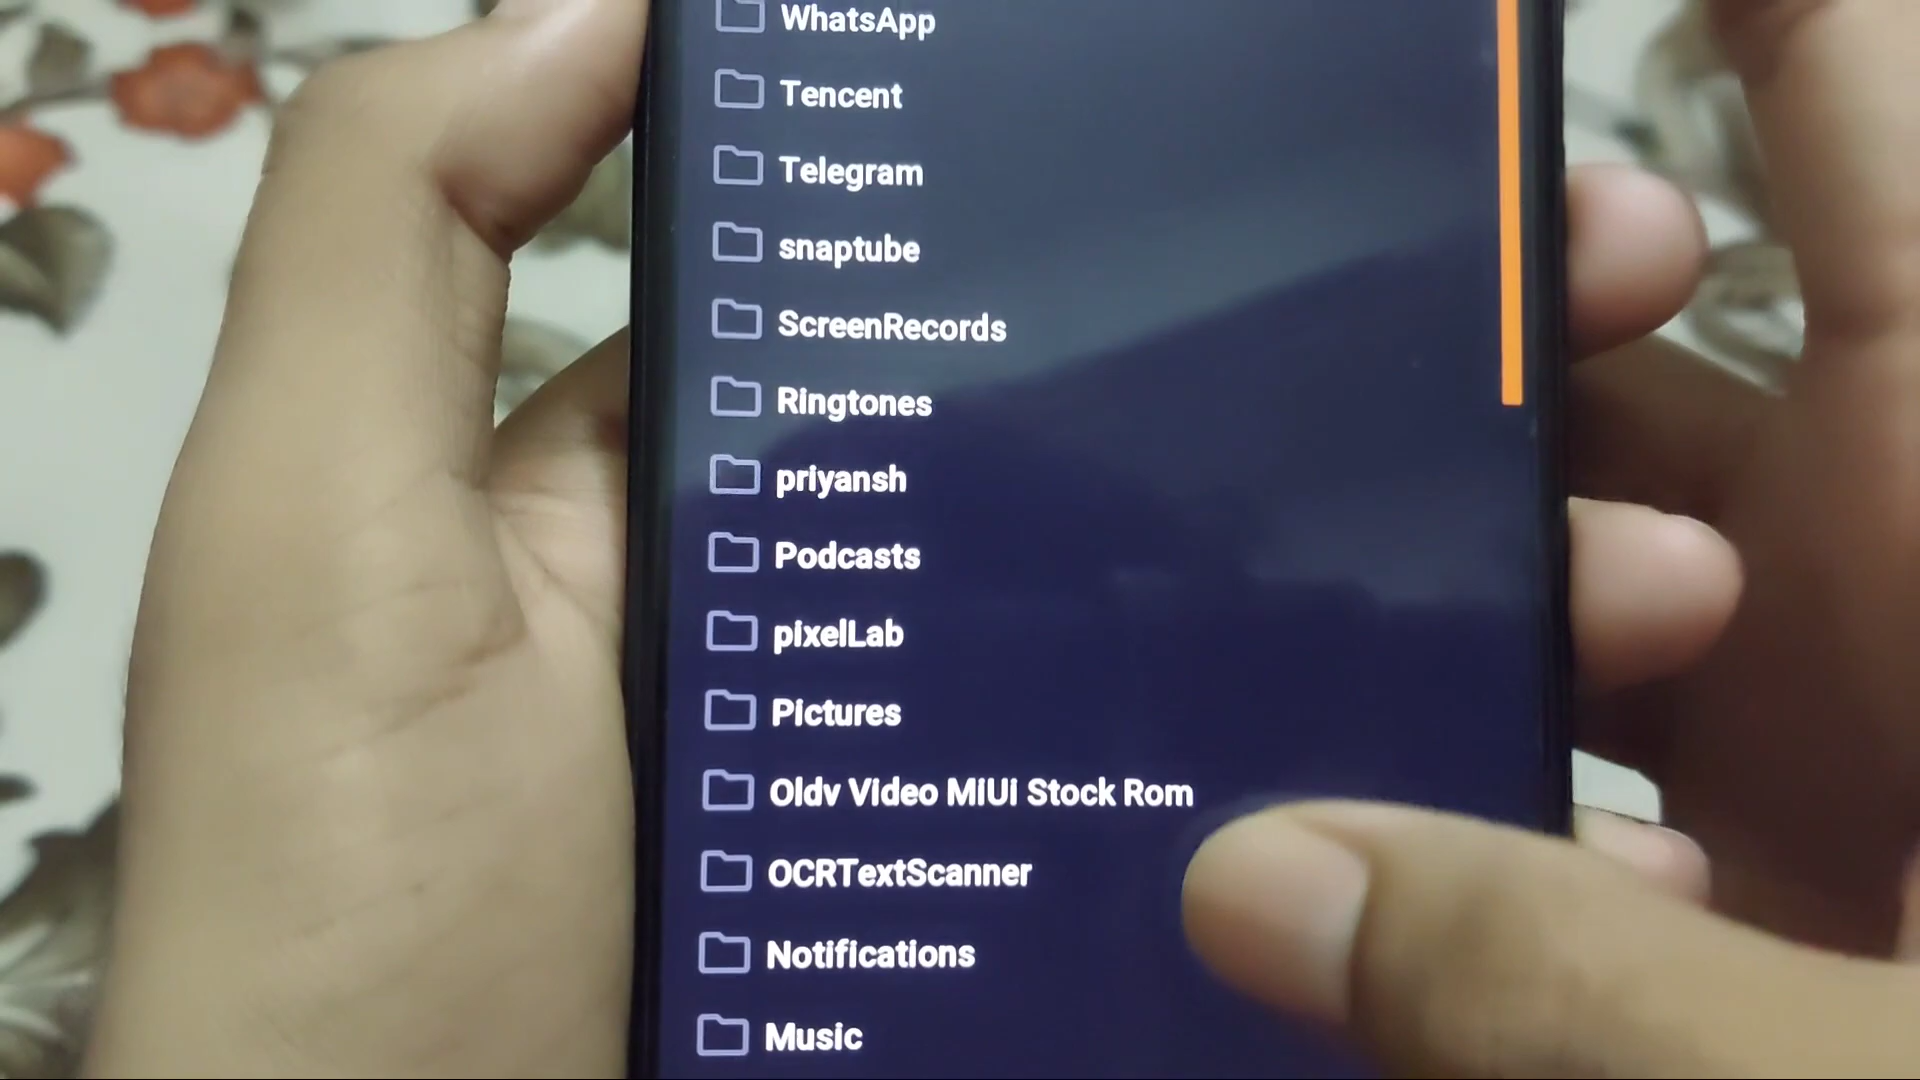 WhatsApp
Tencent
Telegram
snaptube
ScreenRecords
Ringtones
priyansh
Podcasts
pixelLab
Pictures
Oldv Video MiUi Stock Rom
OCRTextScanner
Notifications
Music